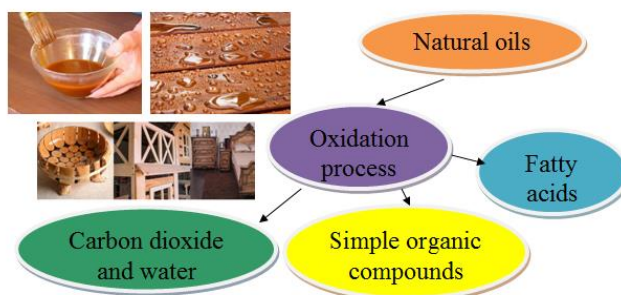 Natural oils
Oxidation
process
Fatty
acids
Carbon dioxide
and water
Simple organic
compounds